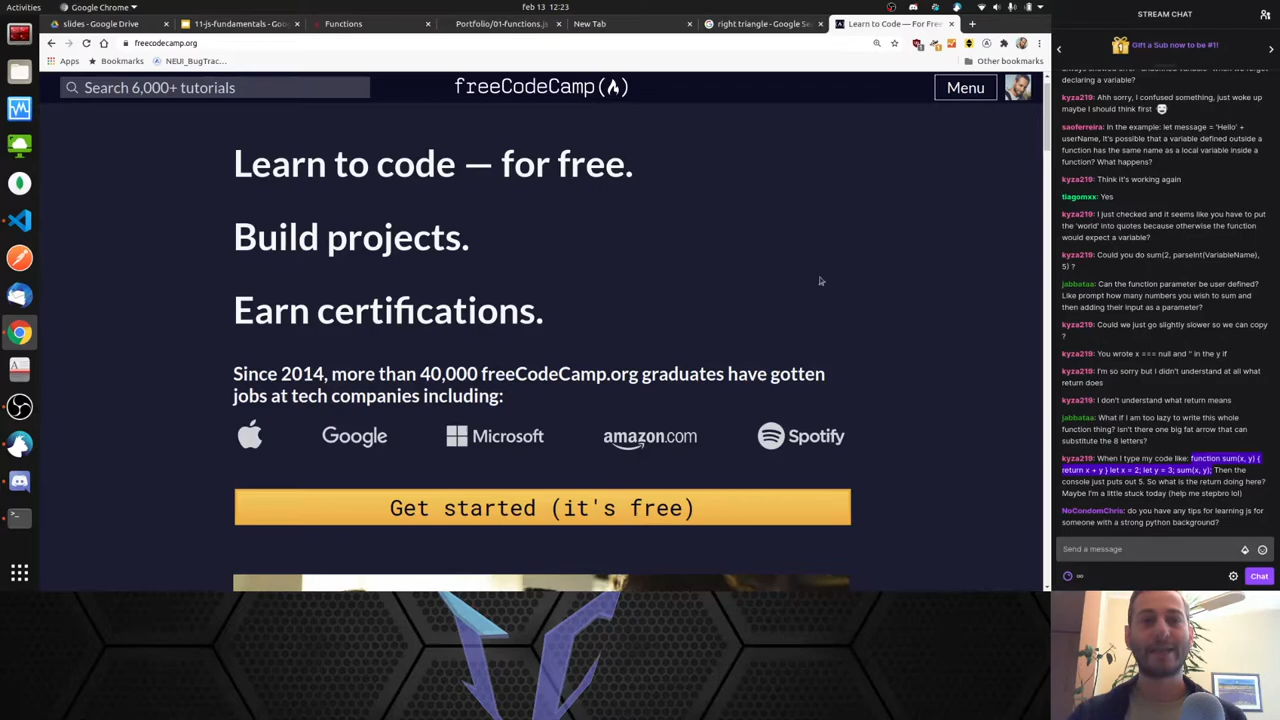 Activities
Google Chrome
Feb 13 12:23
slides - Google Drive
11-js-fundamentals - Goog
Functions
Portfolio/01-functions.js
New Tab
right triangle - Google Se
Learn to Code — For Fre
freecodecamp.org
Apps
Bookmarks
NEUI_BugTrac...
Other bookmarks
Search 6,000+ tutorials
freeCodeCamp
Menu
Learn to code — for free.
Build projects.
Earn certifications.
Since 2014, more than 40,000 freeCodeCamp.org graduates have gotten
jobs at tech companies including:
Google
Microsoft
amazon.com
Spotify
Get started (it's free)
STREAM CHAT
Gift a Sub now to be #1!
declaring a variable?
kyza219: Ahh sorry, I confused something, just woke up
maybe I should think first
saoferreira: In the example: let message = 'Hello' +
userName, It's possible that a variable defined outside a
function has the same name as a local variable inside a
function? What happens?
kyza219: Think it's working again
tiagomxx: Yes
kyza219: I just checked and it seems like you have to put
the 'world' into quotes because otherwise the function
would expect a variable?
kyza219: Could you do sum(2, parseInt(VariableName),
5) ?
jabbataa: Can the function parameter be user defined?
Like prompt how many numbers you wish to sum and
then adding their input as a parameter?
kyza219: Could we just go slightly slower so we can copy
?
kyza219: You wrote x === null and '' in the y if
kyza219: I'm so sorry but I didn't understand at all what
return does
kyza219: I don't understand what return means
jabbataa: What if I am too lazy to write this whole
function thing? Isn't there one big fat arrow that can
substitute the 8 letters?
kyza219: When I type my code like: function sum(x, y) {
return x + y } let x = 2; let y = 3; sum(x, y); Then the
console just puts out 5. So what is the return doing here?
Maybe I'm a little stuck today (help me stepbro lol)
NoCondomChris: do you have any tips for learning js for
someone with a strong python background?
Send a message
Chat